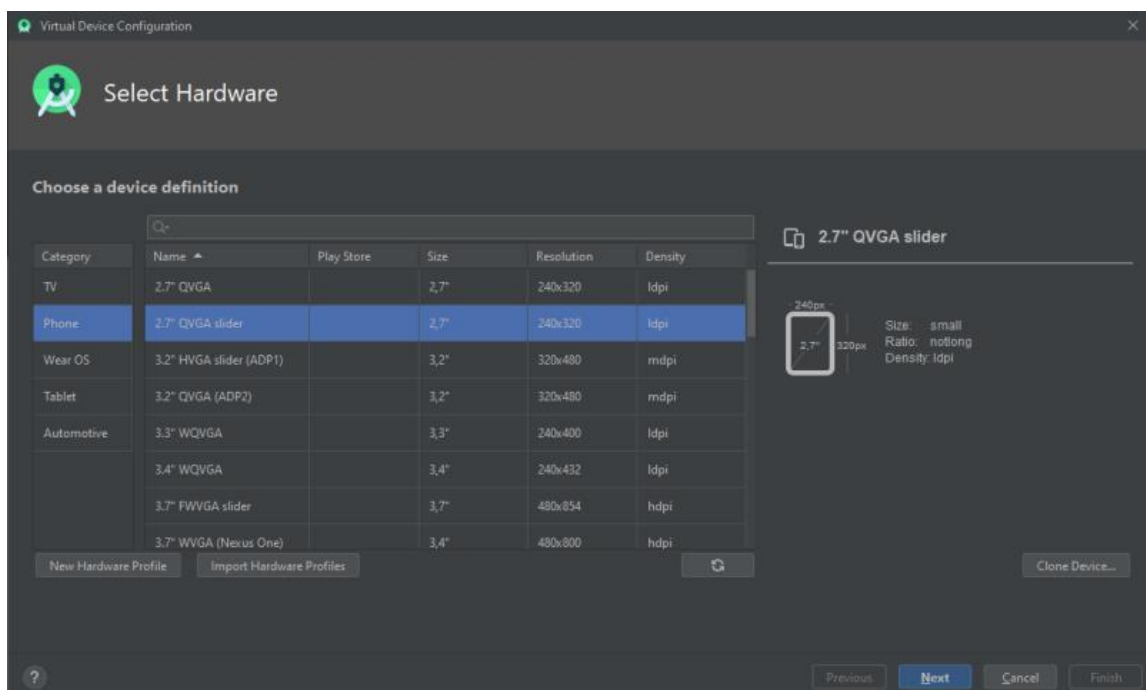 Virtual Device Configuration
Select Hardware
Choose a device definition
Category Name Play Store Size Resolution Density
TV 2.7" QVGA 2,7" 240x320 ldpi
Phone 2.7" QVGA slider 2,7" 240x320 ldpi
Wear OS 3.2" HVGA slider (ADP1) 3,2" 320x480 mdpi
Tablet 3.2" QVGA (ADP2) 3,2" 320x480 mdpi
Automotive 3.3" WQVGA 3,3" 240x400 ldpi
3.4" WQVGA 3,4" 240x432 ldpi
3.7" FWVGA slider 3,7" 480x854 hdpi
3.7" WVGA (Nexus One) 3,4" 480x800 hdpi
New Hardware Profile Import Hardware Profiles
2.7" QVGA slider
240px
2,7" 320px
Size: small
Ratio: notlong
Density: ldpi
Clone Device...
? Previous Next Cancel Finish